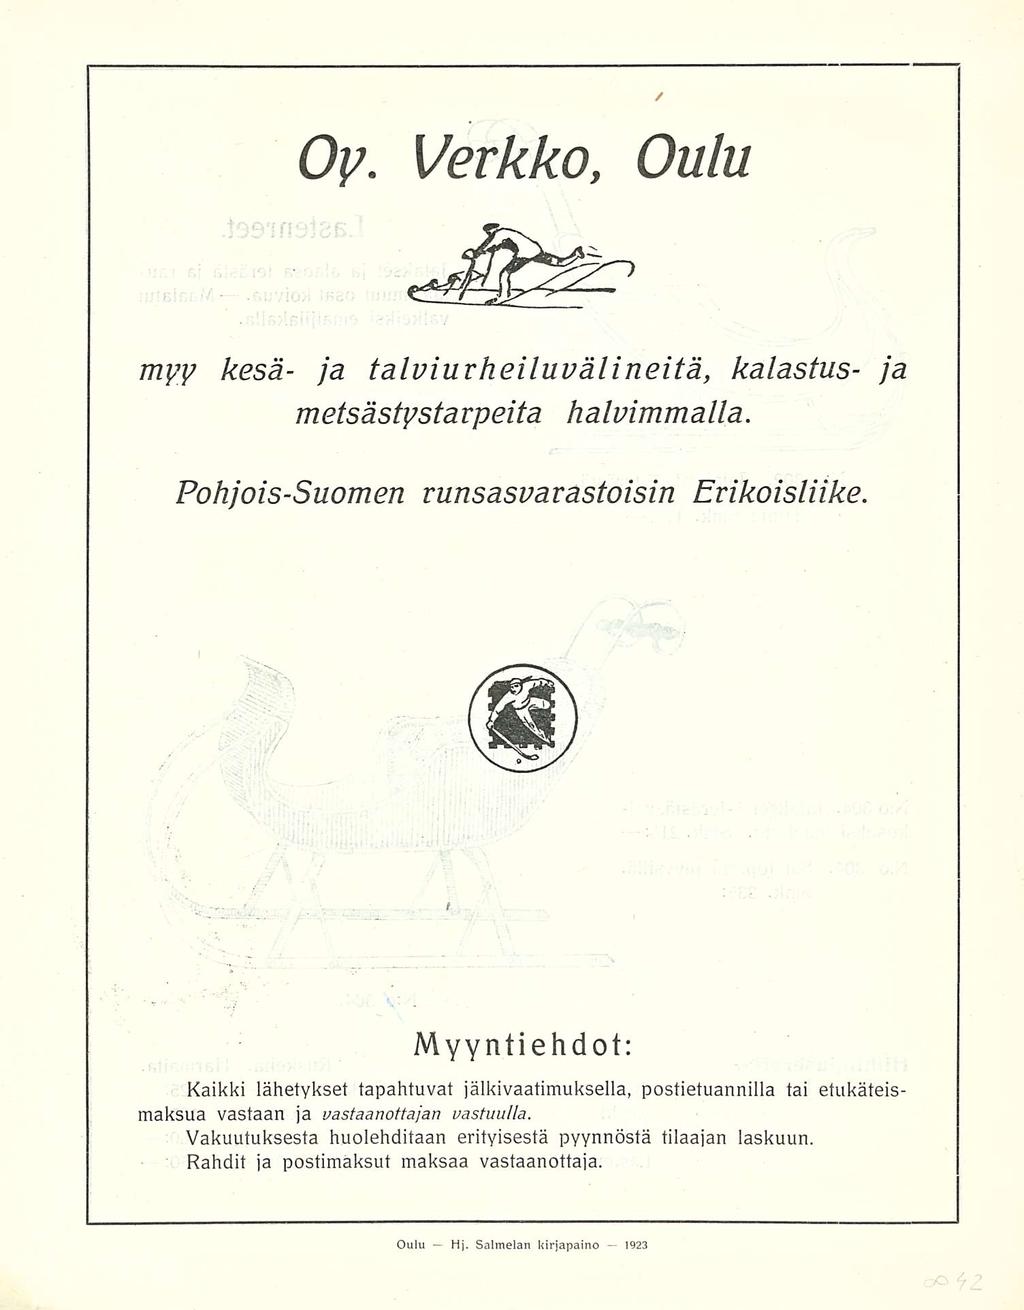 Oy. Verkko, Oulu
myy kesä- ja talviurheiluvälineitä, kalastus- ja
metsästystarpeita halvimmalla.
Pohjois-Suomen runsasvarastoisin Erikoisliike.
Myyntiehdot:
Kaikki lähetykset tapahtuvat jälkivaatimuksella, postietuannilla tai etukäteis-
maksua vastaan ja vastaanottajan vastuulla.
Vakuutuksesta huolehditaan erityisestä pyynnöstä tilaajan laskuun.
Rahdit ja postimaksut maksaa vastaanottaja.
Oulu — Hj. Salmelan kirjapaino — 1923
42